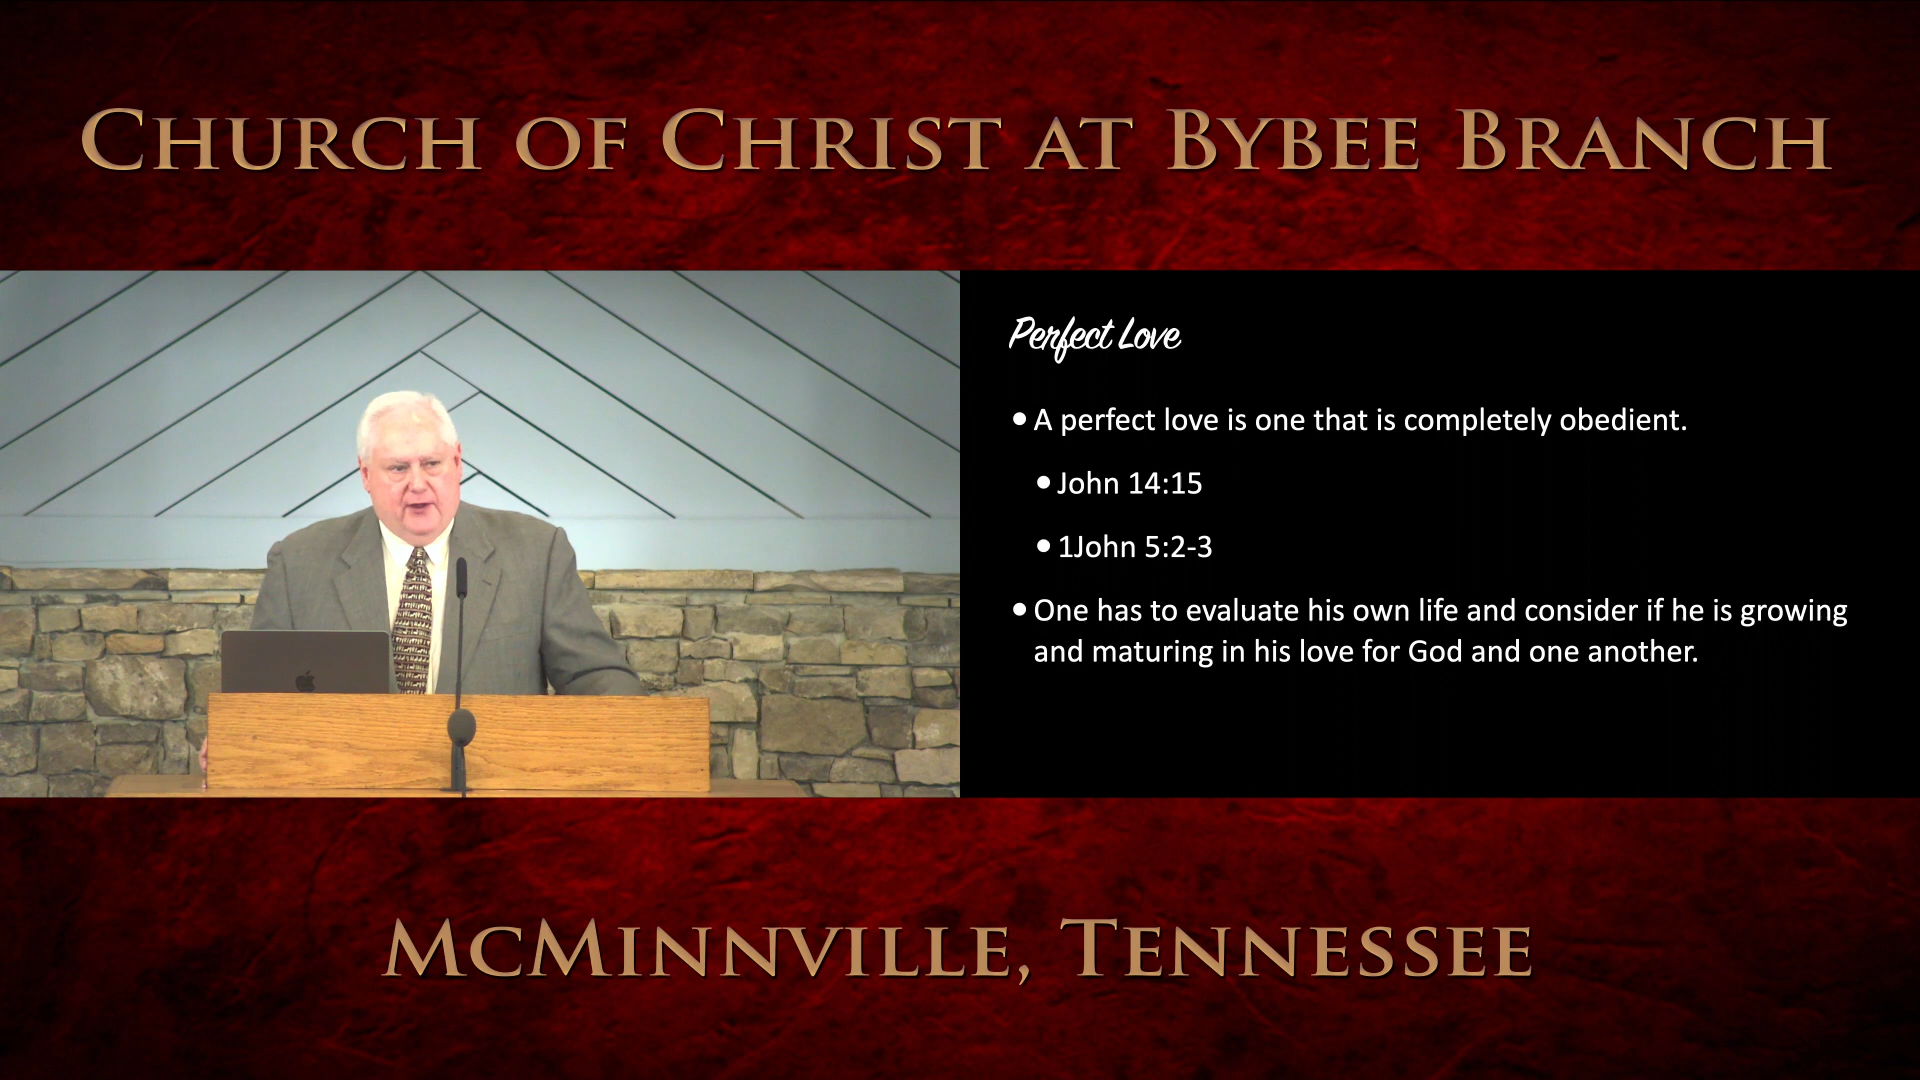 Church of Christ at Bybee Branch
Perfect Love
• A perfect love is one that is completely obedient.
• John 14:15
• 1John 5:2-3
• One has to evaluate his own life and consider if he is growing
and maturing in his love for God and one another.
McMinnville, Tennessee